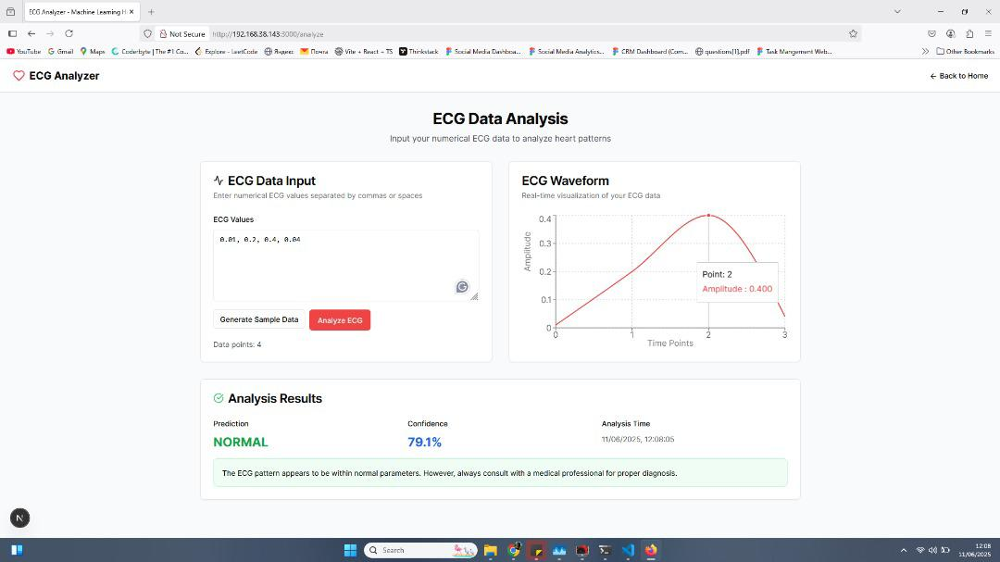 ECG Analyzer - Machine Learning H
Not Secure http://192.168.38.143:3000/analyze
YouTube Gmail Maps Coderbyte | The #1 Co... Explore - LeetCode Яндекс Почта Vite + React + TS Thinkstack Social Media Dashboa... Social Media Analytics... CRM Dashboard (Com... questions[1].pdf Task Mangement Web... Other Bookmarks
ECG Analyzer
Back to Home
ECG Data Analysis
Input your numerical ECG data to analyze heart patterns
ECG Data Input
Enter numerical ECG values separated by commas or spaces
ECG Values
0.01, 0.2, 0.4, 0.04
Generate Sample Data Analyze ECG
Data points: 4
ECG Waveform
Real-time visualization of your ECG data
0.4
0.3
0.2
0.1
0
Amplitude
Point: 2
Amplitude : 0.400
0 1 2 3
Time Points
Analysis Results
Prediction
NORMAL
Confidence
79.1%
Analysis Time
11/06/2025, 12:08:05
The ECG pattern appears to be within normal parameters. However, always consult with a medical professional for proper diagnosis.
N
Search
12:08
11/06/2025